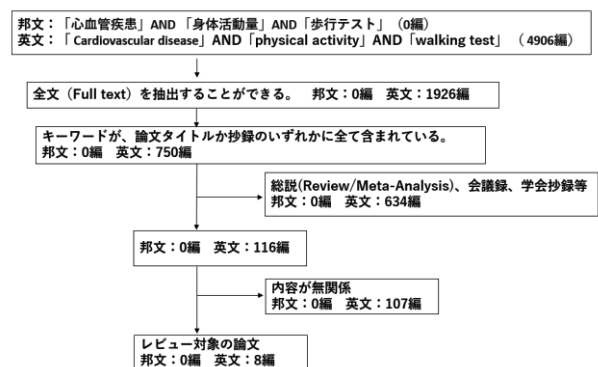 邦文：「心血管疾患」AND 「身体活動量」AND「歩行テスト」（0編）
英文：「 Cardiovascular disease」AND「physical activity」AND「walking test」 （ 4906編）
全文（Full text）を抽出することができる。 邦文：0編 英文：1926編
キーワードが、論文タイトルか抄録のいずれかに全て含まれている。
邦文：0編 英文：750編
総説(Review/Meta-Analysis)、会議録、学会抄録等
邦文：0編 英文：634編
邦文：0編 英文：116編
内容が無関係
邦文：0編 英文：107編
レビュー対象の論文
邦文：0編 英文：8編